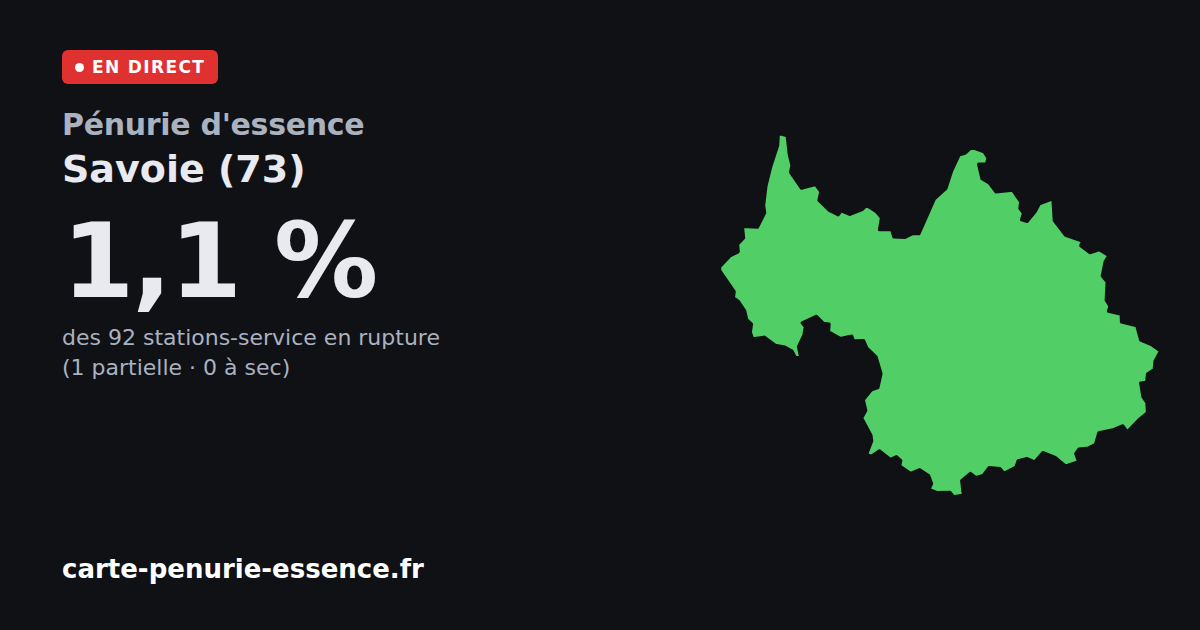 EN DIRECT
Pénurie d'essence
Savoie (73)
1,1 %
des 92 stations-service en rupture
(1 partielle · 0 à sec)
carte-penurie-essence.fr